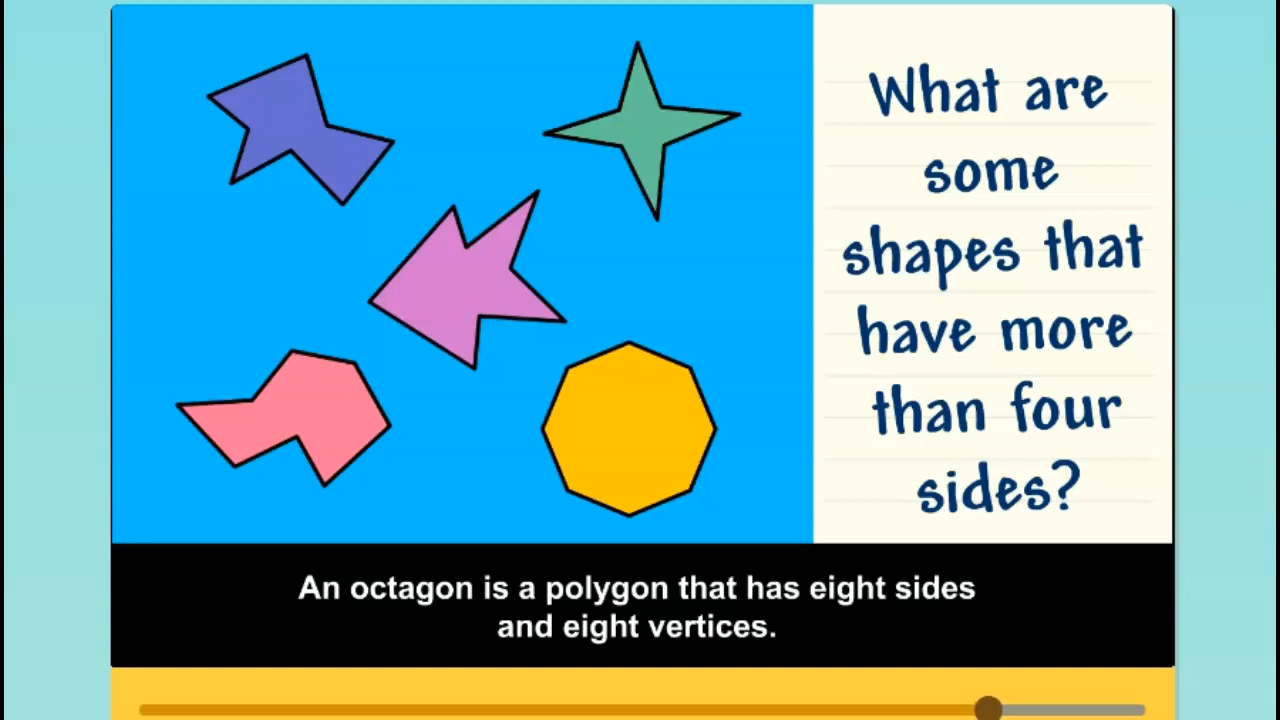 What are
some
shapes that
have more
than four
sides?
An octagon is a polygon that has eight sides
and eight vertices.